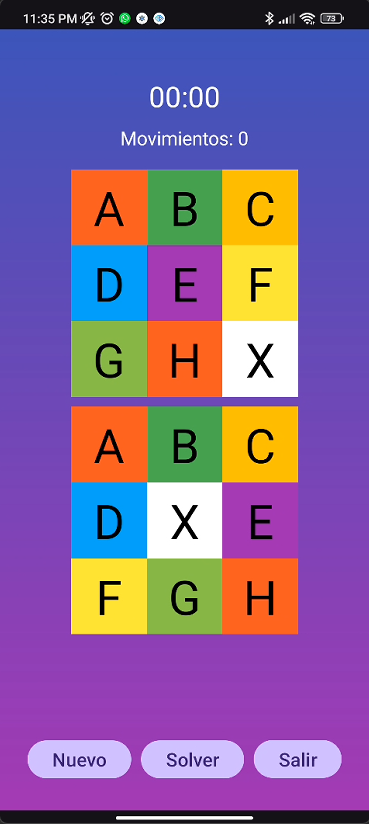 11:35 PM 73
00:00
Movimientos: 0
A B C
D E F
G H X
A B C
D X E
F G H
Nuevo Solver Salir